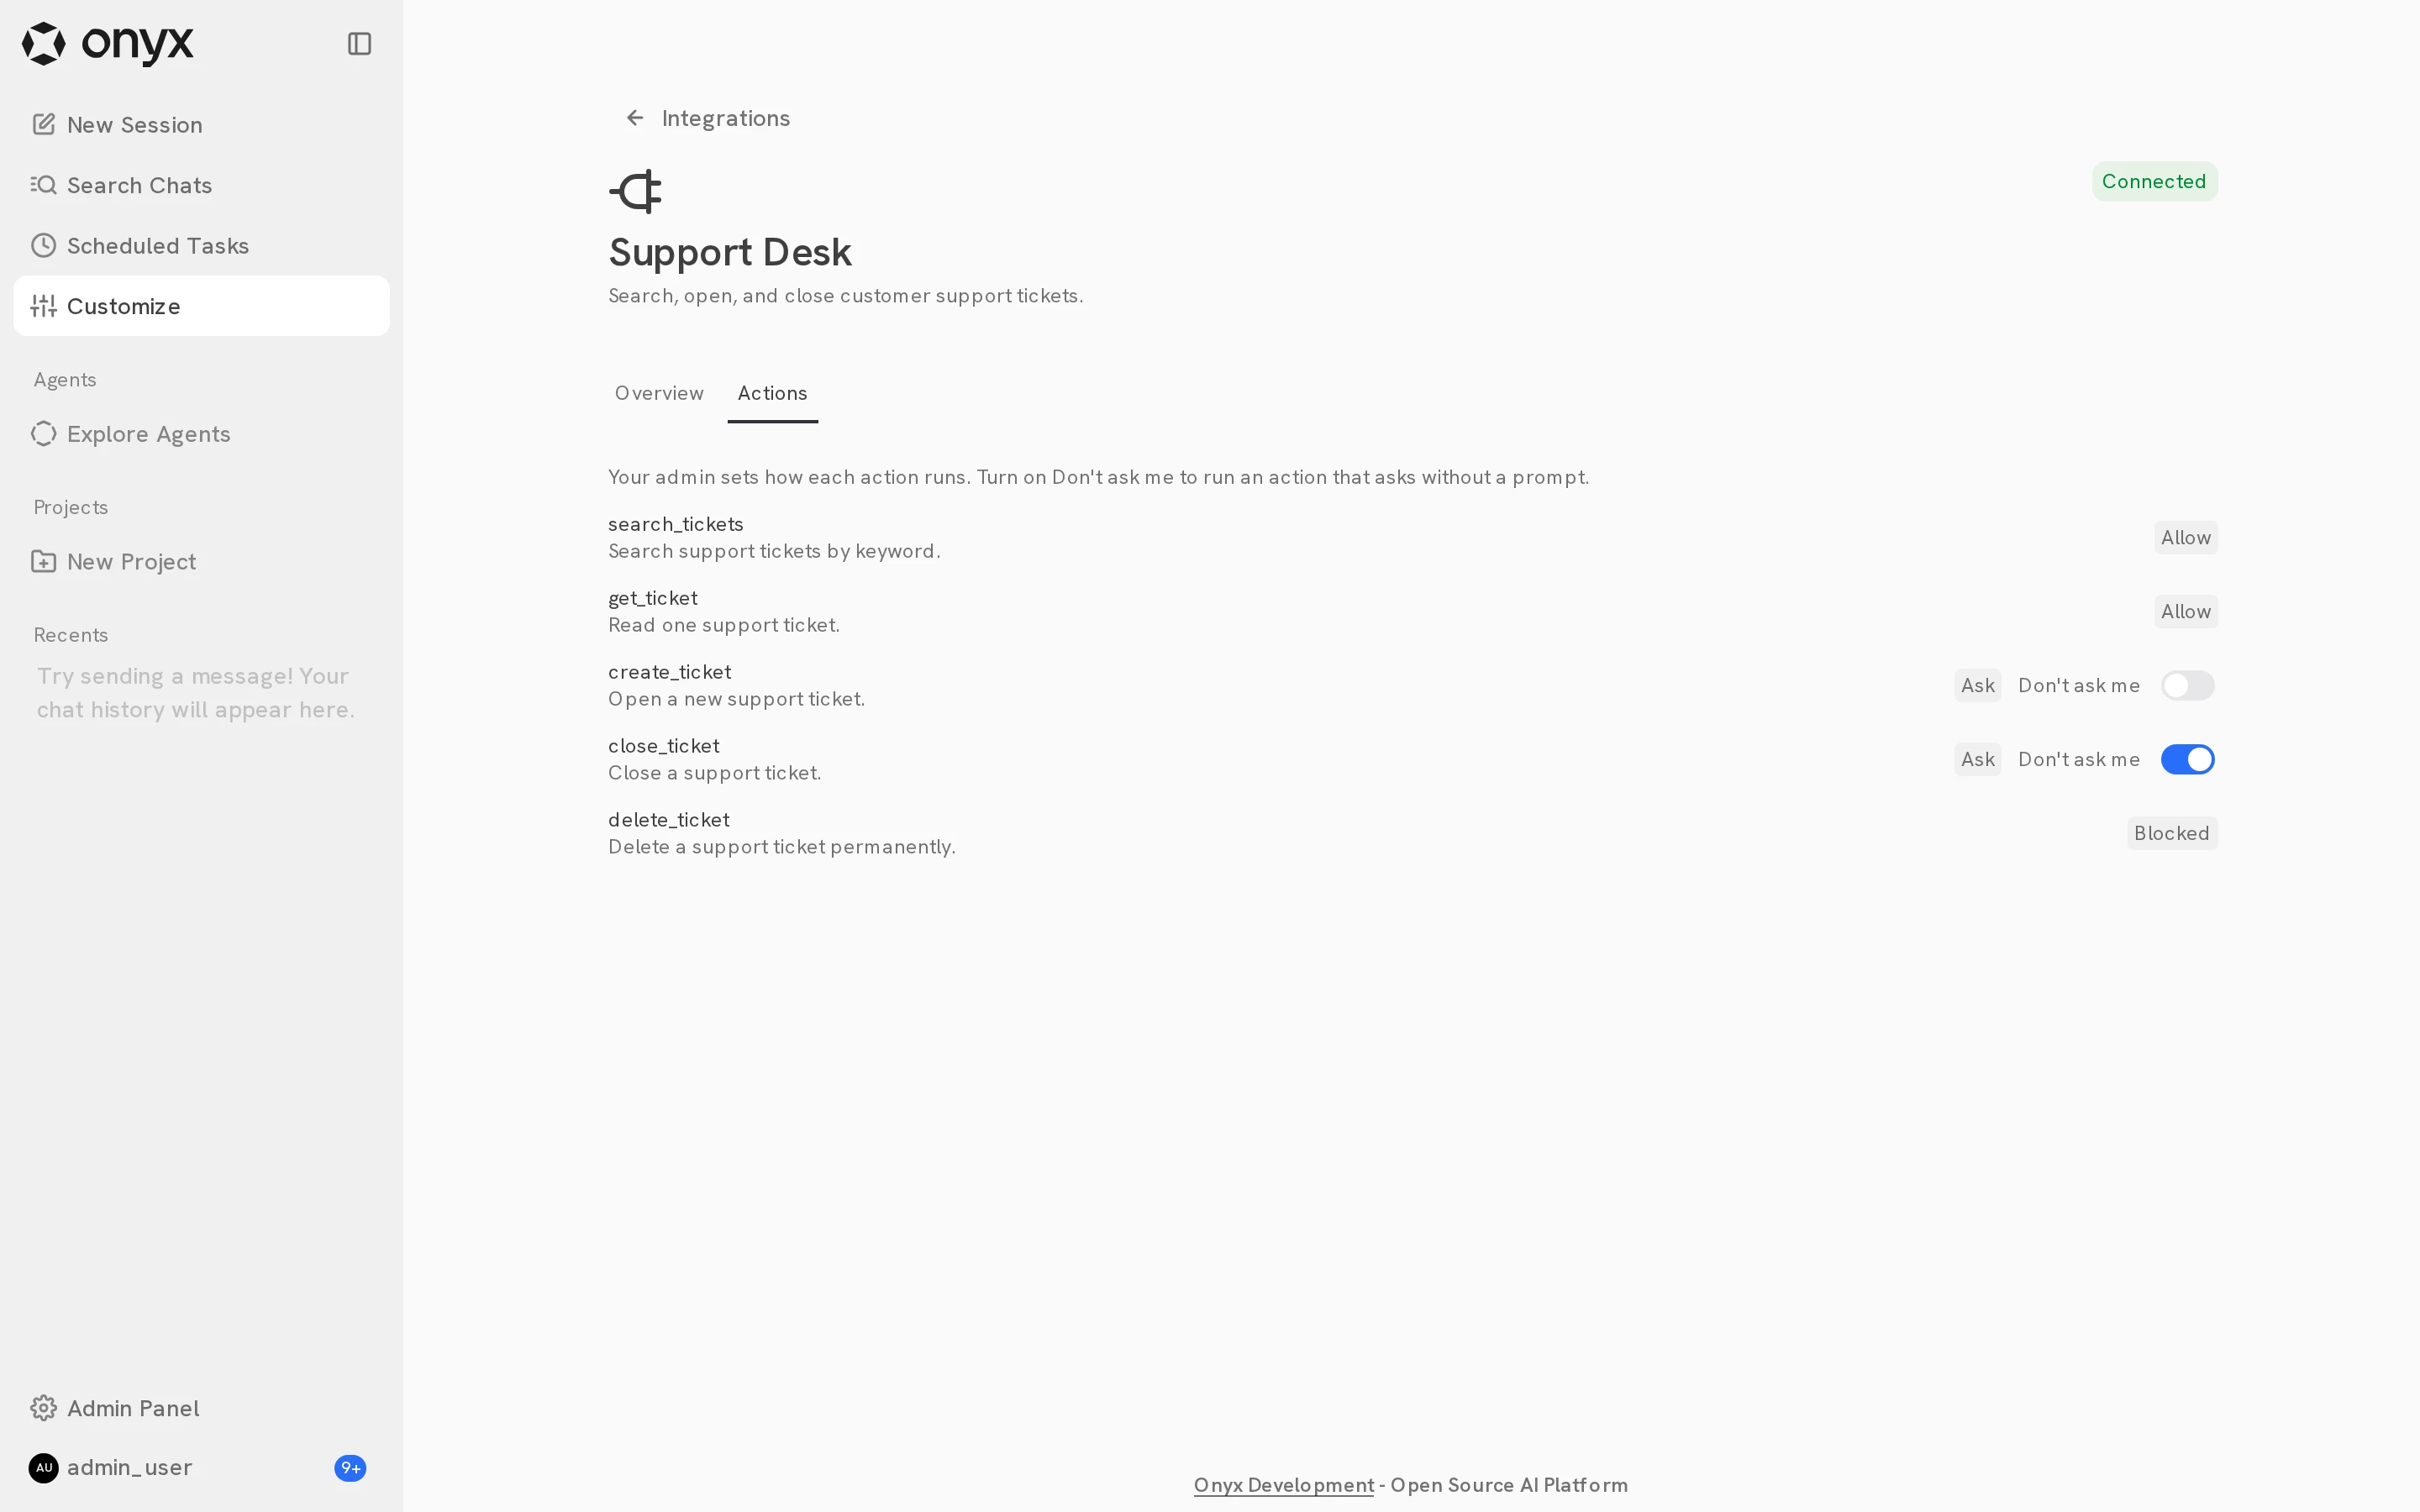 onyx
New Session
Search Chats
Scheduled Tasks
Customize
Agents
Explore Agents
Projects
New Project
Recents
Try sending a message! Your
chat history will appear here.
Admin Panel
AU admin_user 9+
Integrations
Connected
Support Desk
Search, open, and close customer support tickets.
Overview Actions
Your admin sets how each action runs. Turn on Don't ask me to run an action that asks without a prompt.
search_tickets
Search support tickets by keyword.
Allow
get_ticket
Read one support ticket.
Allow
create_ticket
Open a new support ticket.
Ask Don't ask me
close_ticket
Close a support ticket.
Ask Don't ask me
delete_ticket
Delete a support ticket permanently.
Blocked
Onyx Development - Open Source AI Platform